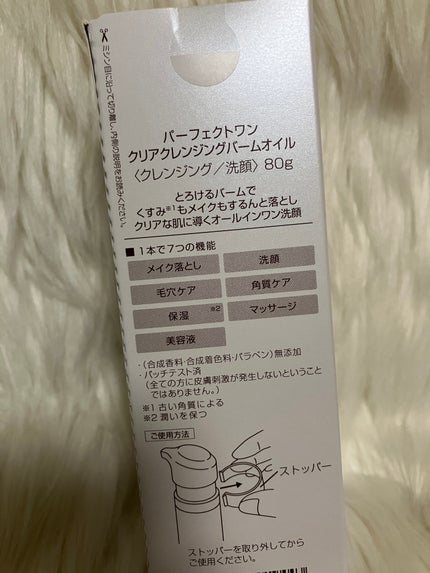 ✂ミシン目に沿って切り離し、内側の説明をお読みください。
パーフェクトワン
クリアクレンジングバームオイル
〈クレンジング／洗顔〉80g
とろけるバームで
くすみ※1もメイクもするんと落とし
クリアな肌に導くオールインワン洗顔
■1本で7つの機能
メイク落とし 洗顔
毛穴ケア 角質ケア
保湿※2 マッサージ
美容液
・（合成香料・合成着色料・パラベン）無添加
・パッチテスト済
（全ての方に皮膚刺激が発生しないということ
ではありません。）
※1 古い角質による
※2 潤いを保つ
ご使用方法
ストッパー
ストッパーを取り外してから
ご使用ください。